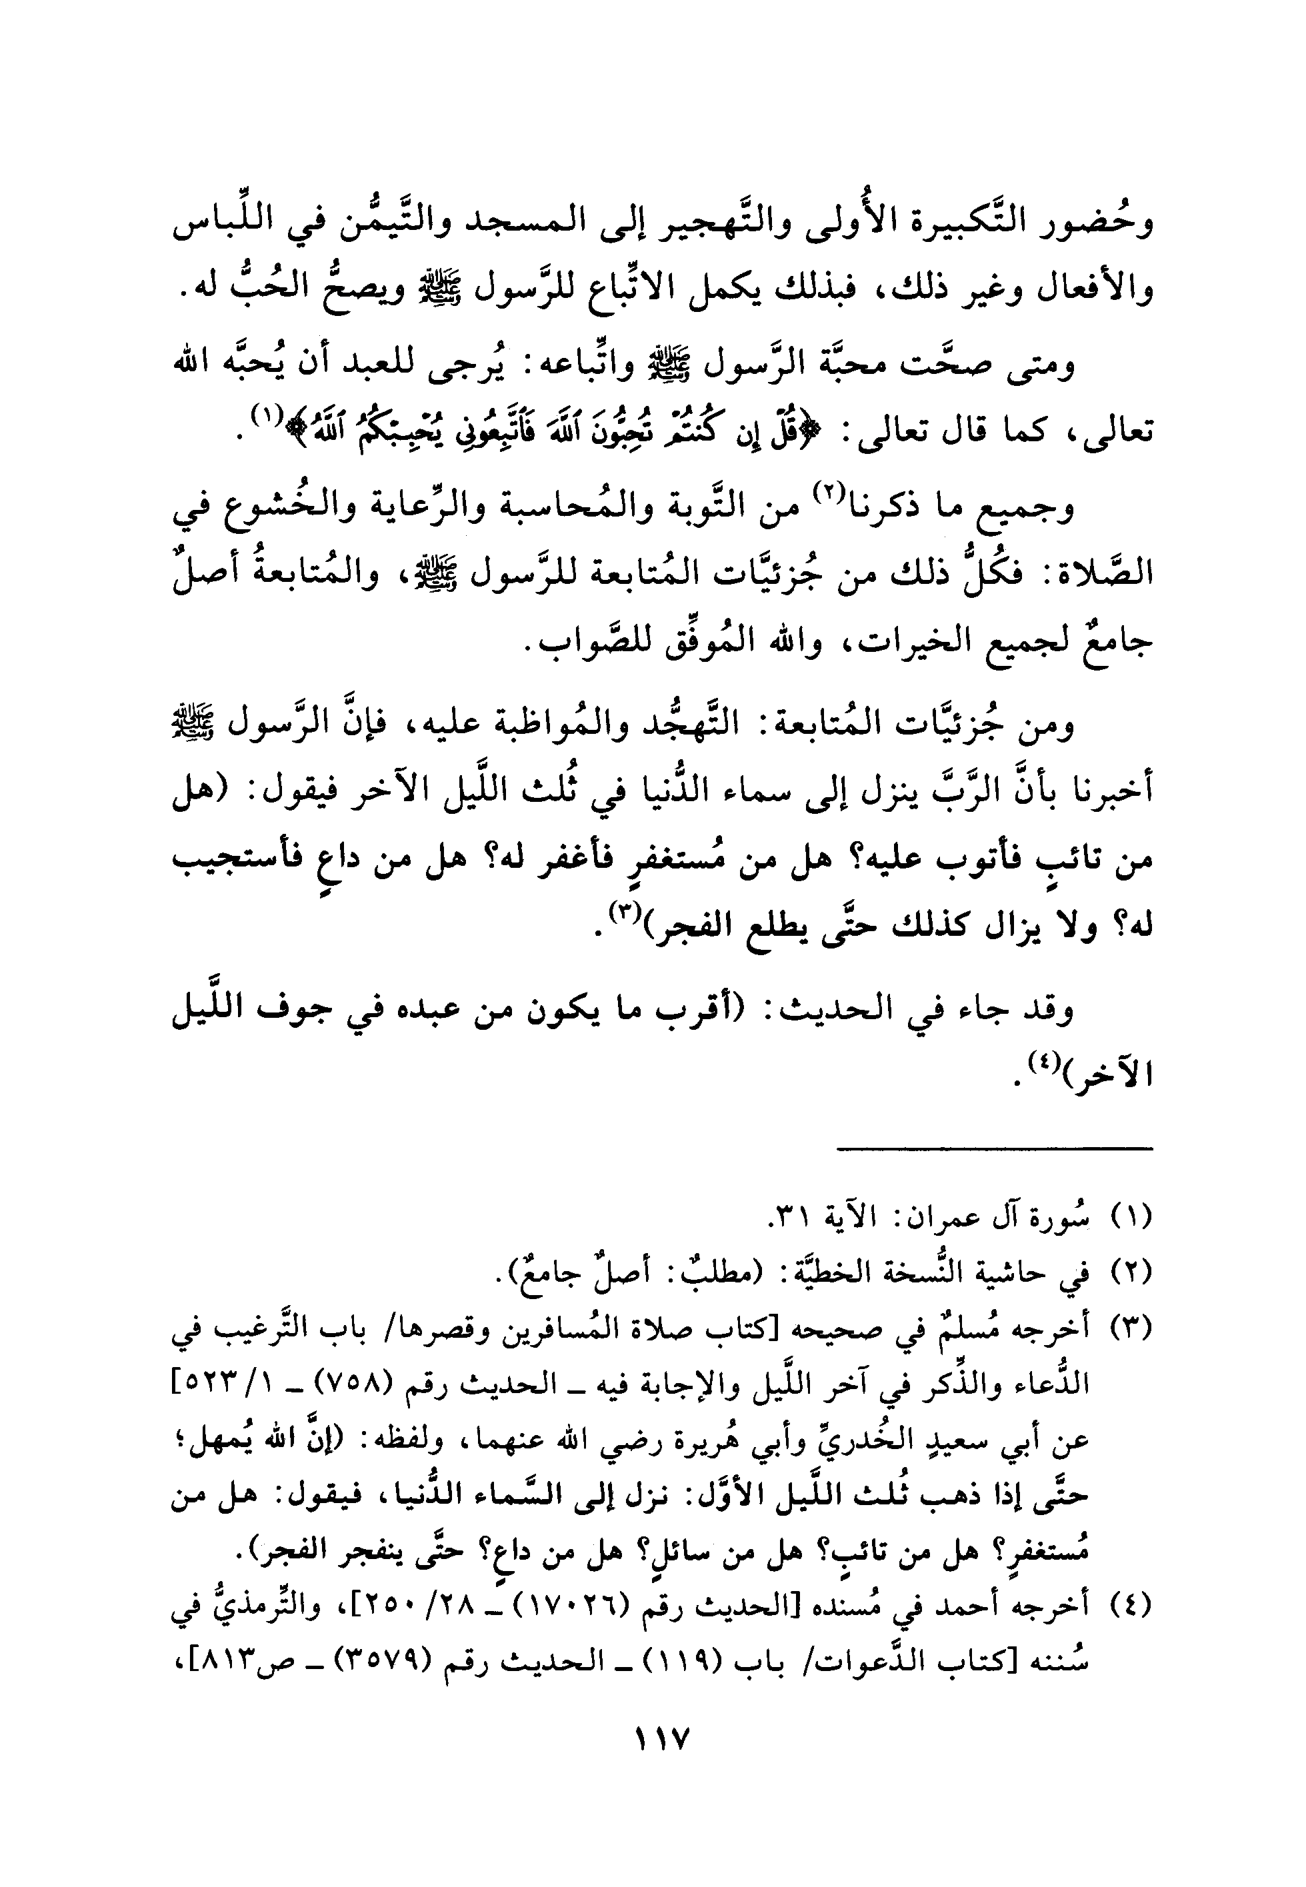 وحُضور التَّكبيرة الأُولى والتَّهجير إلى المسجد والتَّيمُّن في اللِّباس
والأفعال وغير ذلك، فبذلك يكمل الاتِّباع للرَّسول ﷺ ويصحُّ الحُبُّ له.
ومتى صحَّت محبَّة الرَّسول ﷺ واتِّباعه: يُرجى للعبد أن يُحبَّه الله
تعالى، كما قال تعالى: ﴿قُلْ إِن كُنتُمْ تُحِبُّونَ ٱللَّهَ فَٱتَّبِعُونِي يُحْبِبْكُمُ ٱللَّهُ﴾(١).
وجميع ما ذكرنا(٢) من التَّوبة والمُحاسبة والرِّعاية والخُشوع في
الصَّلاة: فكُلُّ ذلك من جُزئيَّات المُتابعة للرَّسول ﷺ، والمُتابعةُ أصلٌ
جامعٌ لجميع الخيرات، والله المُوفِّق للصَّواب.
ومن جُزئيَّات المُتابعة: التَّهجُّد والمُواظبة عليه، فإنَّ الرَّسول ﷺ
أخبرنا بأنَّ الرَّبَّ ينزل إلى سماء الدُّنيا في ثُلث اللَّيل الآخر فيقول: (هل
من تائبٍ فأتوب عليه؟ هل من مُستغفرٍ فأغفر له؟ هل من داعٍ فأستجيب
له؟ ولا يزال كذلك حتَّى يطلع الفجر)(٣).
وقد جاء في الحديث: (أقرب ما يكون من عبده في جوف اللَّيل
الآخر)(٤).
(١) سُورة آل عمران: الآية ٣١.
(٢) في حاشية النُّسخة الخطيَّة: (مطلبٌ: أصلٌ جامعٌ).
(٣) أخرجه مُسلمٌ في صحيحه [كتاب صلاة المُسافرين وقصرها/ باب التَّرغيب في
الدُّعاء والذِّكر في آخر اللَّيل والإجابة فيه ـ الحديث رقم (٧٥٨) ـ ١/ ٥٢٣]
عن أبي سعيدٍ الخُدريِّ وأبي هُريرة رضي الله عنهما، ولفظه: (إنَّ الله يُمهل؛
حتَّى إذا ذهب ثُلث اللَّيل الأوَّل: نزل إلى السَّماء الدُّنيا، فيقول: هل من
مُستغفرٍ؟ هل من تائبٍ؟ هل من سائلٍ؟ هل من داعٍ؟ حتَّى ينفجر الفجر).
(٤) أخرجه أحمد في مُسنده [الحديث رقم (١٧٠٢٦) ـ ٢٨/ ٢٥٠]، والتِّرمذيُّ في
سُننه [كتاب الدَّعوات/ باب (١١٩) ـ الحديث رقم (٣٥٧٩) ـ ص٨١٣]،
١١٧